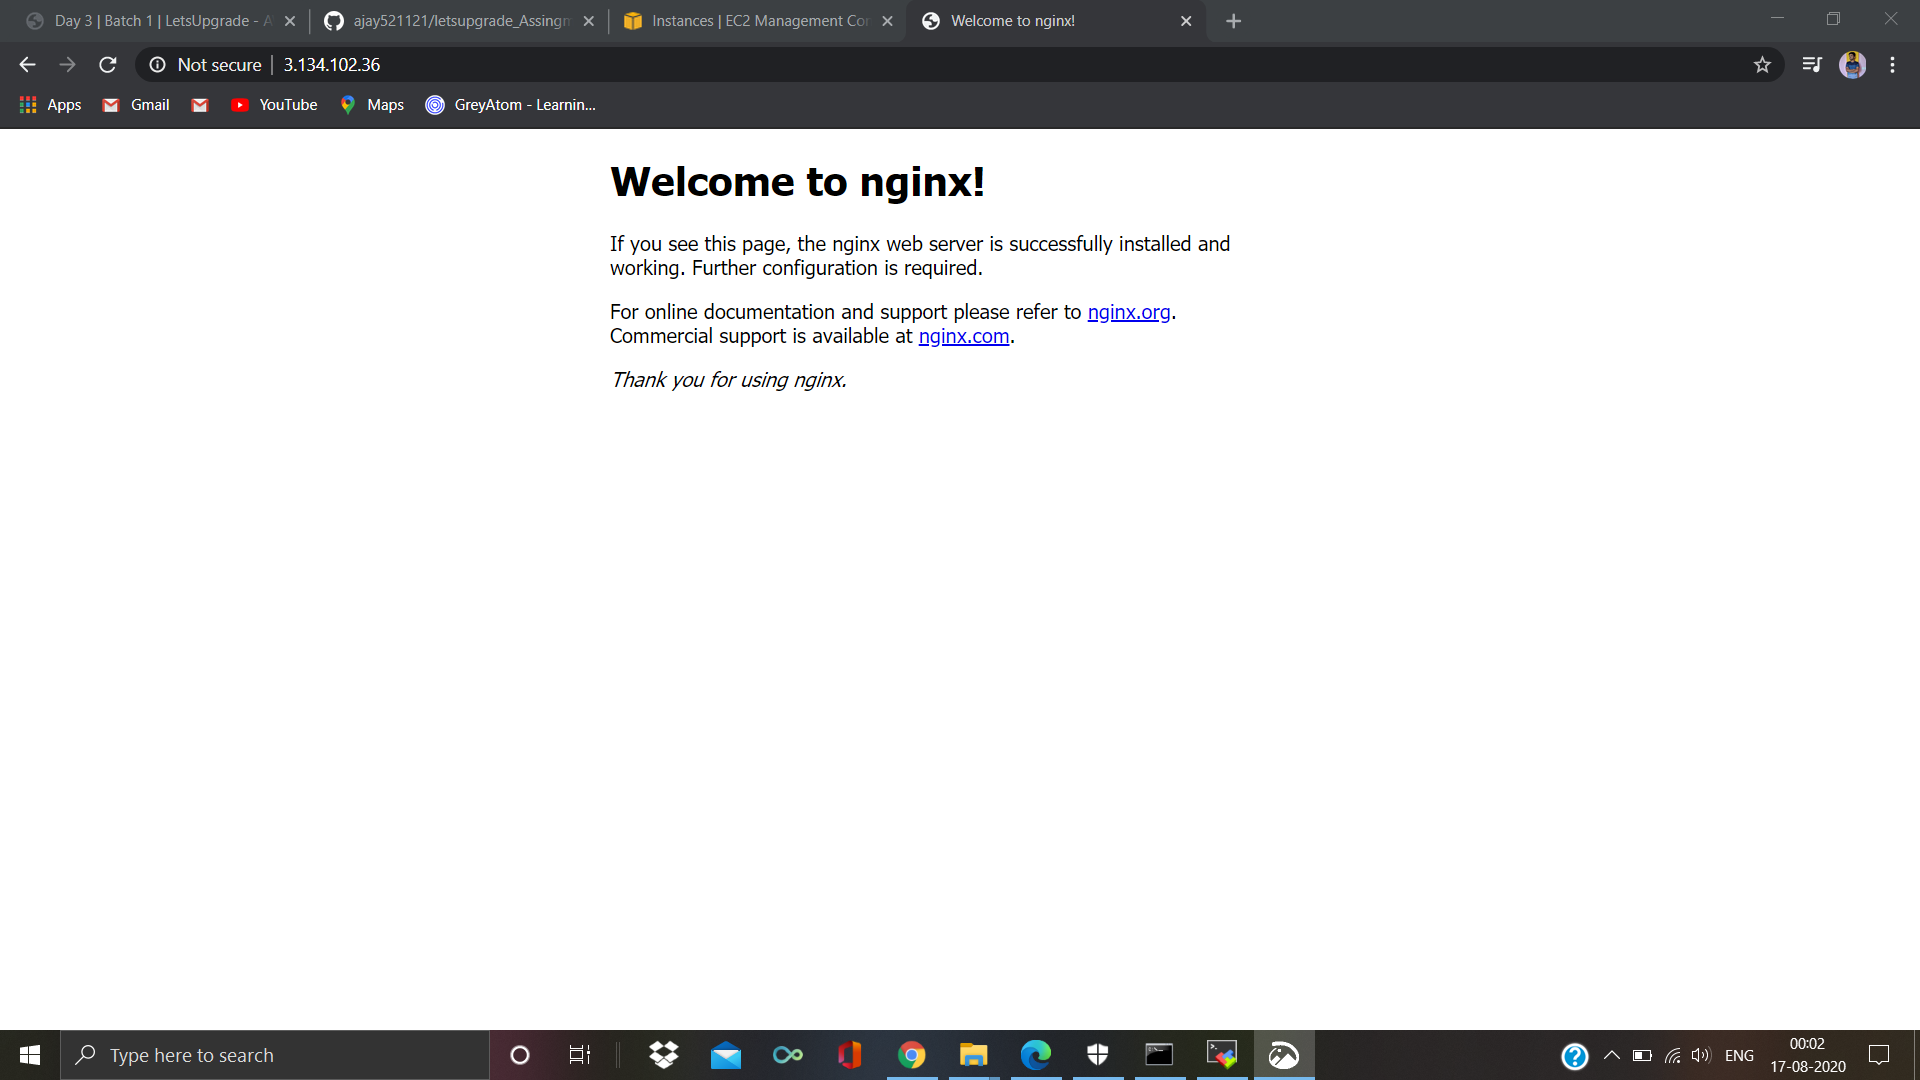 Day 3 | Batch 1 | LetsUpgrade - A
ajay521121/letsupgrade_Assingm
Instances | EC2 Management Con
Welcome to nginx!
Not secure | 3.134.102.36
Apps
Gmail
YouTube
Maps
GreyAtom - Learnin...
Welcome to nginx!
If you see this page, the nginx web server is successfully installed and
working. Further configuration is required.
For online documentation and support please refer to nginx.org.
Commercial support is available at nginx.com.
Thank you for using nginx.
Type here to search
ENG
00:02
17-08-2020